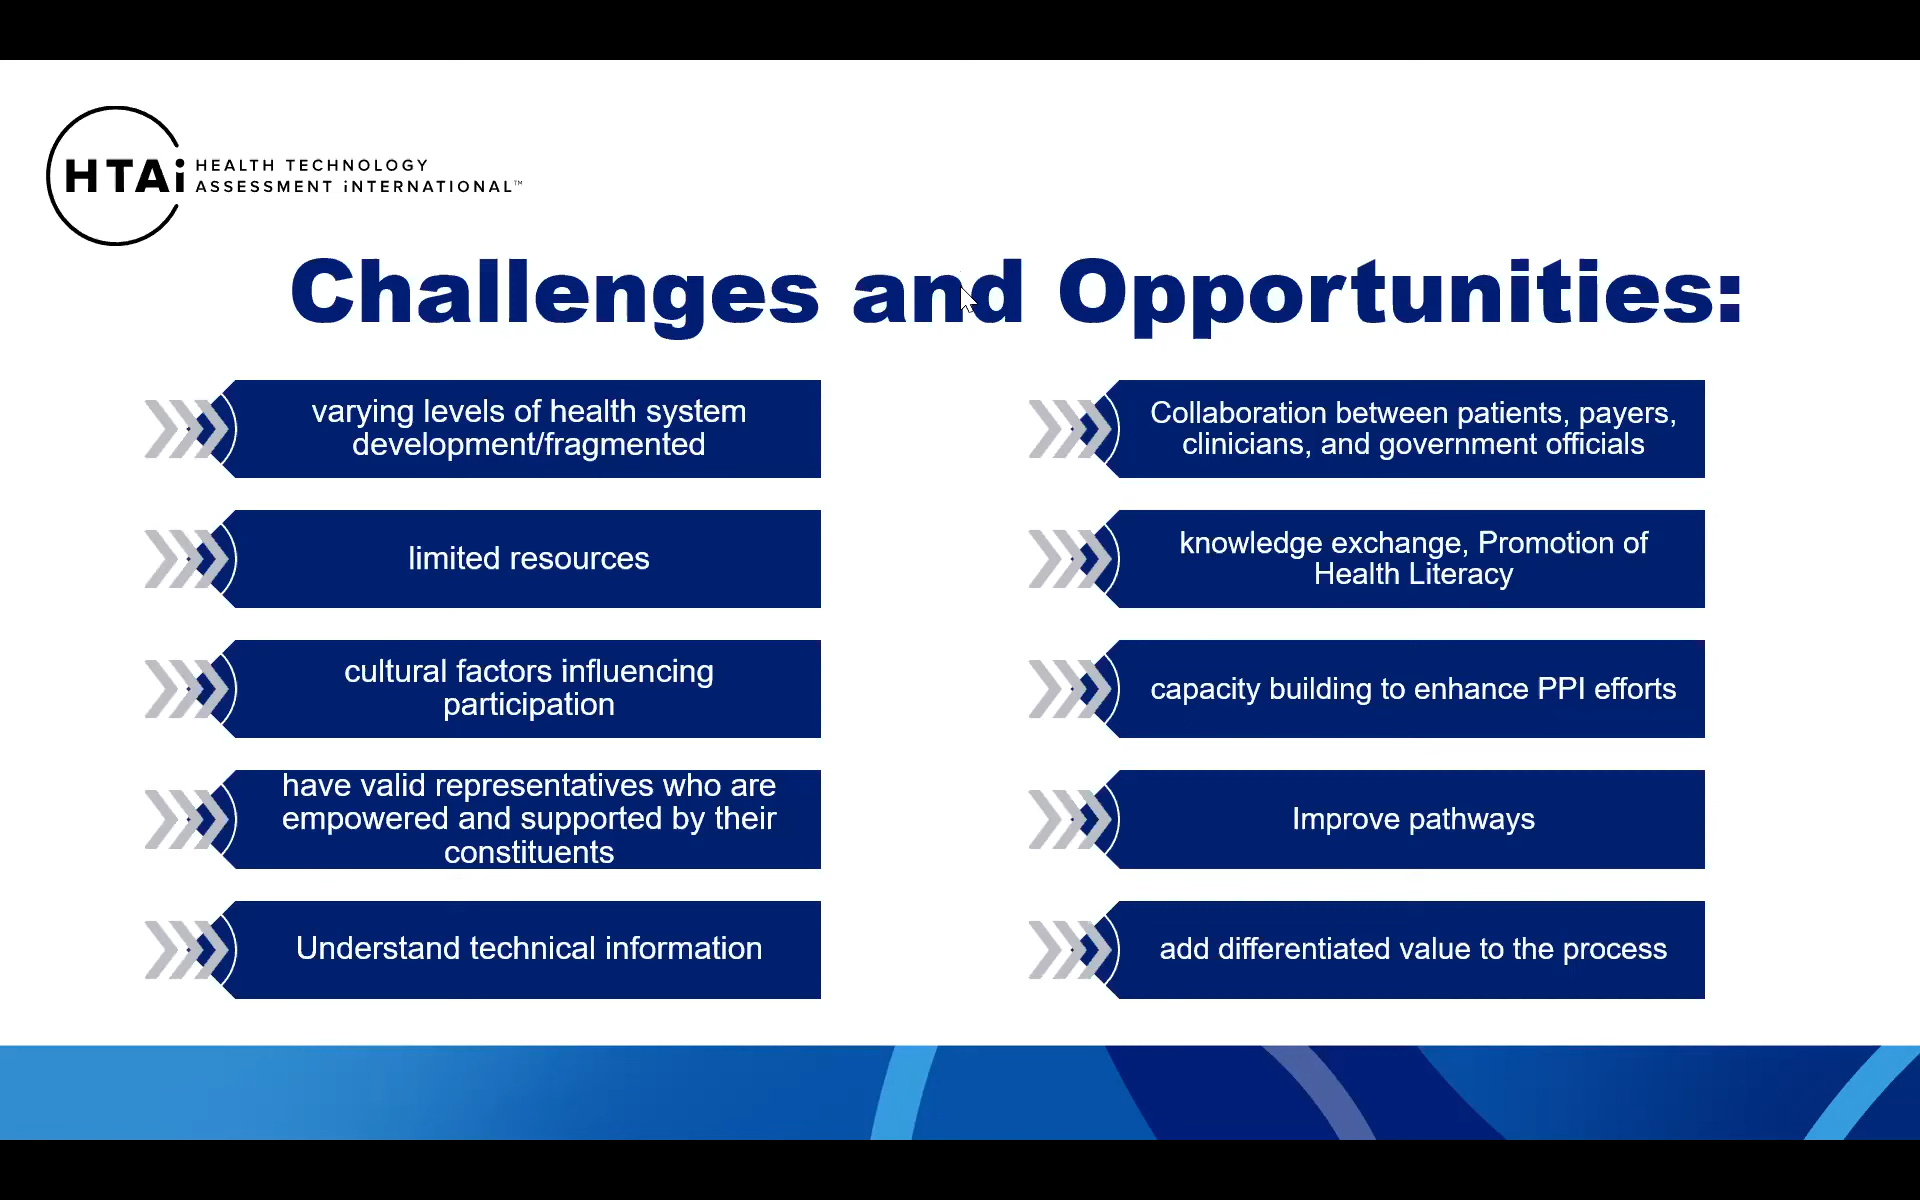 HTAi
HEALTH TECHNOLOGY
ASSESSMENT iNTERNATIONAL™
Challenges and Opportunities:
varying levels of health system
development/fragmented
limited resources
cultural factors influencing
participation
have valid representatives who are
empowered and supported by their
constituents
Understand technical information
Collaboration between patients, payers,
clinicians, and government officials
knowledge exchange, Promotion of
Health Literacy
capacity building to enhance PPI efforts
Improve pathways
add differentiated value to the process